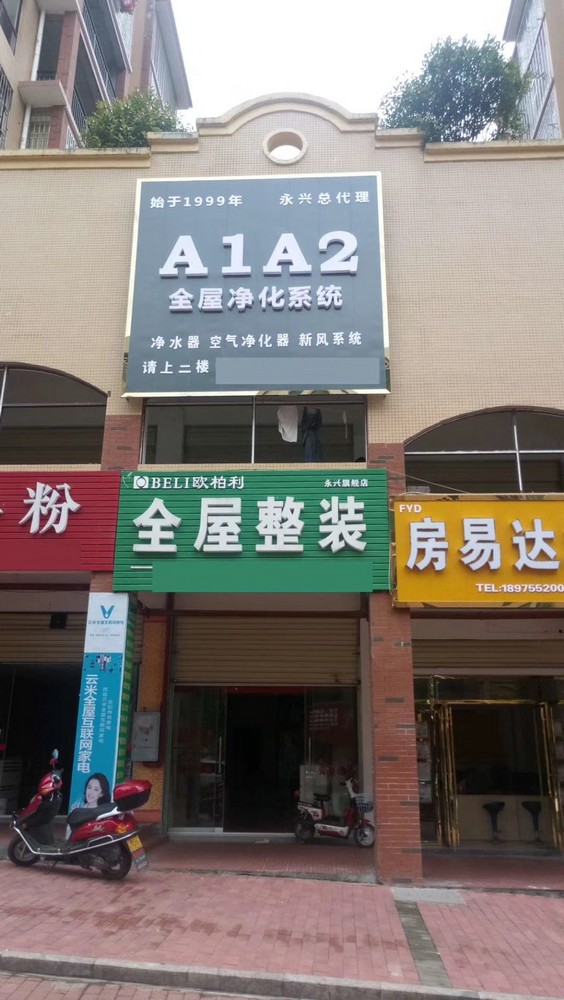 始于1999年 永兴总代理
A1A2
全屋净化系统
净水器 空气净化器 新风系统
请上二楼
粉
OBELI欧柏利 永兴旗舰店
全屋整装
FYD
房易达
TEL:189755200
云米全屋互联网家电